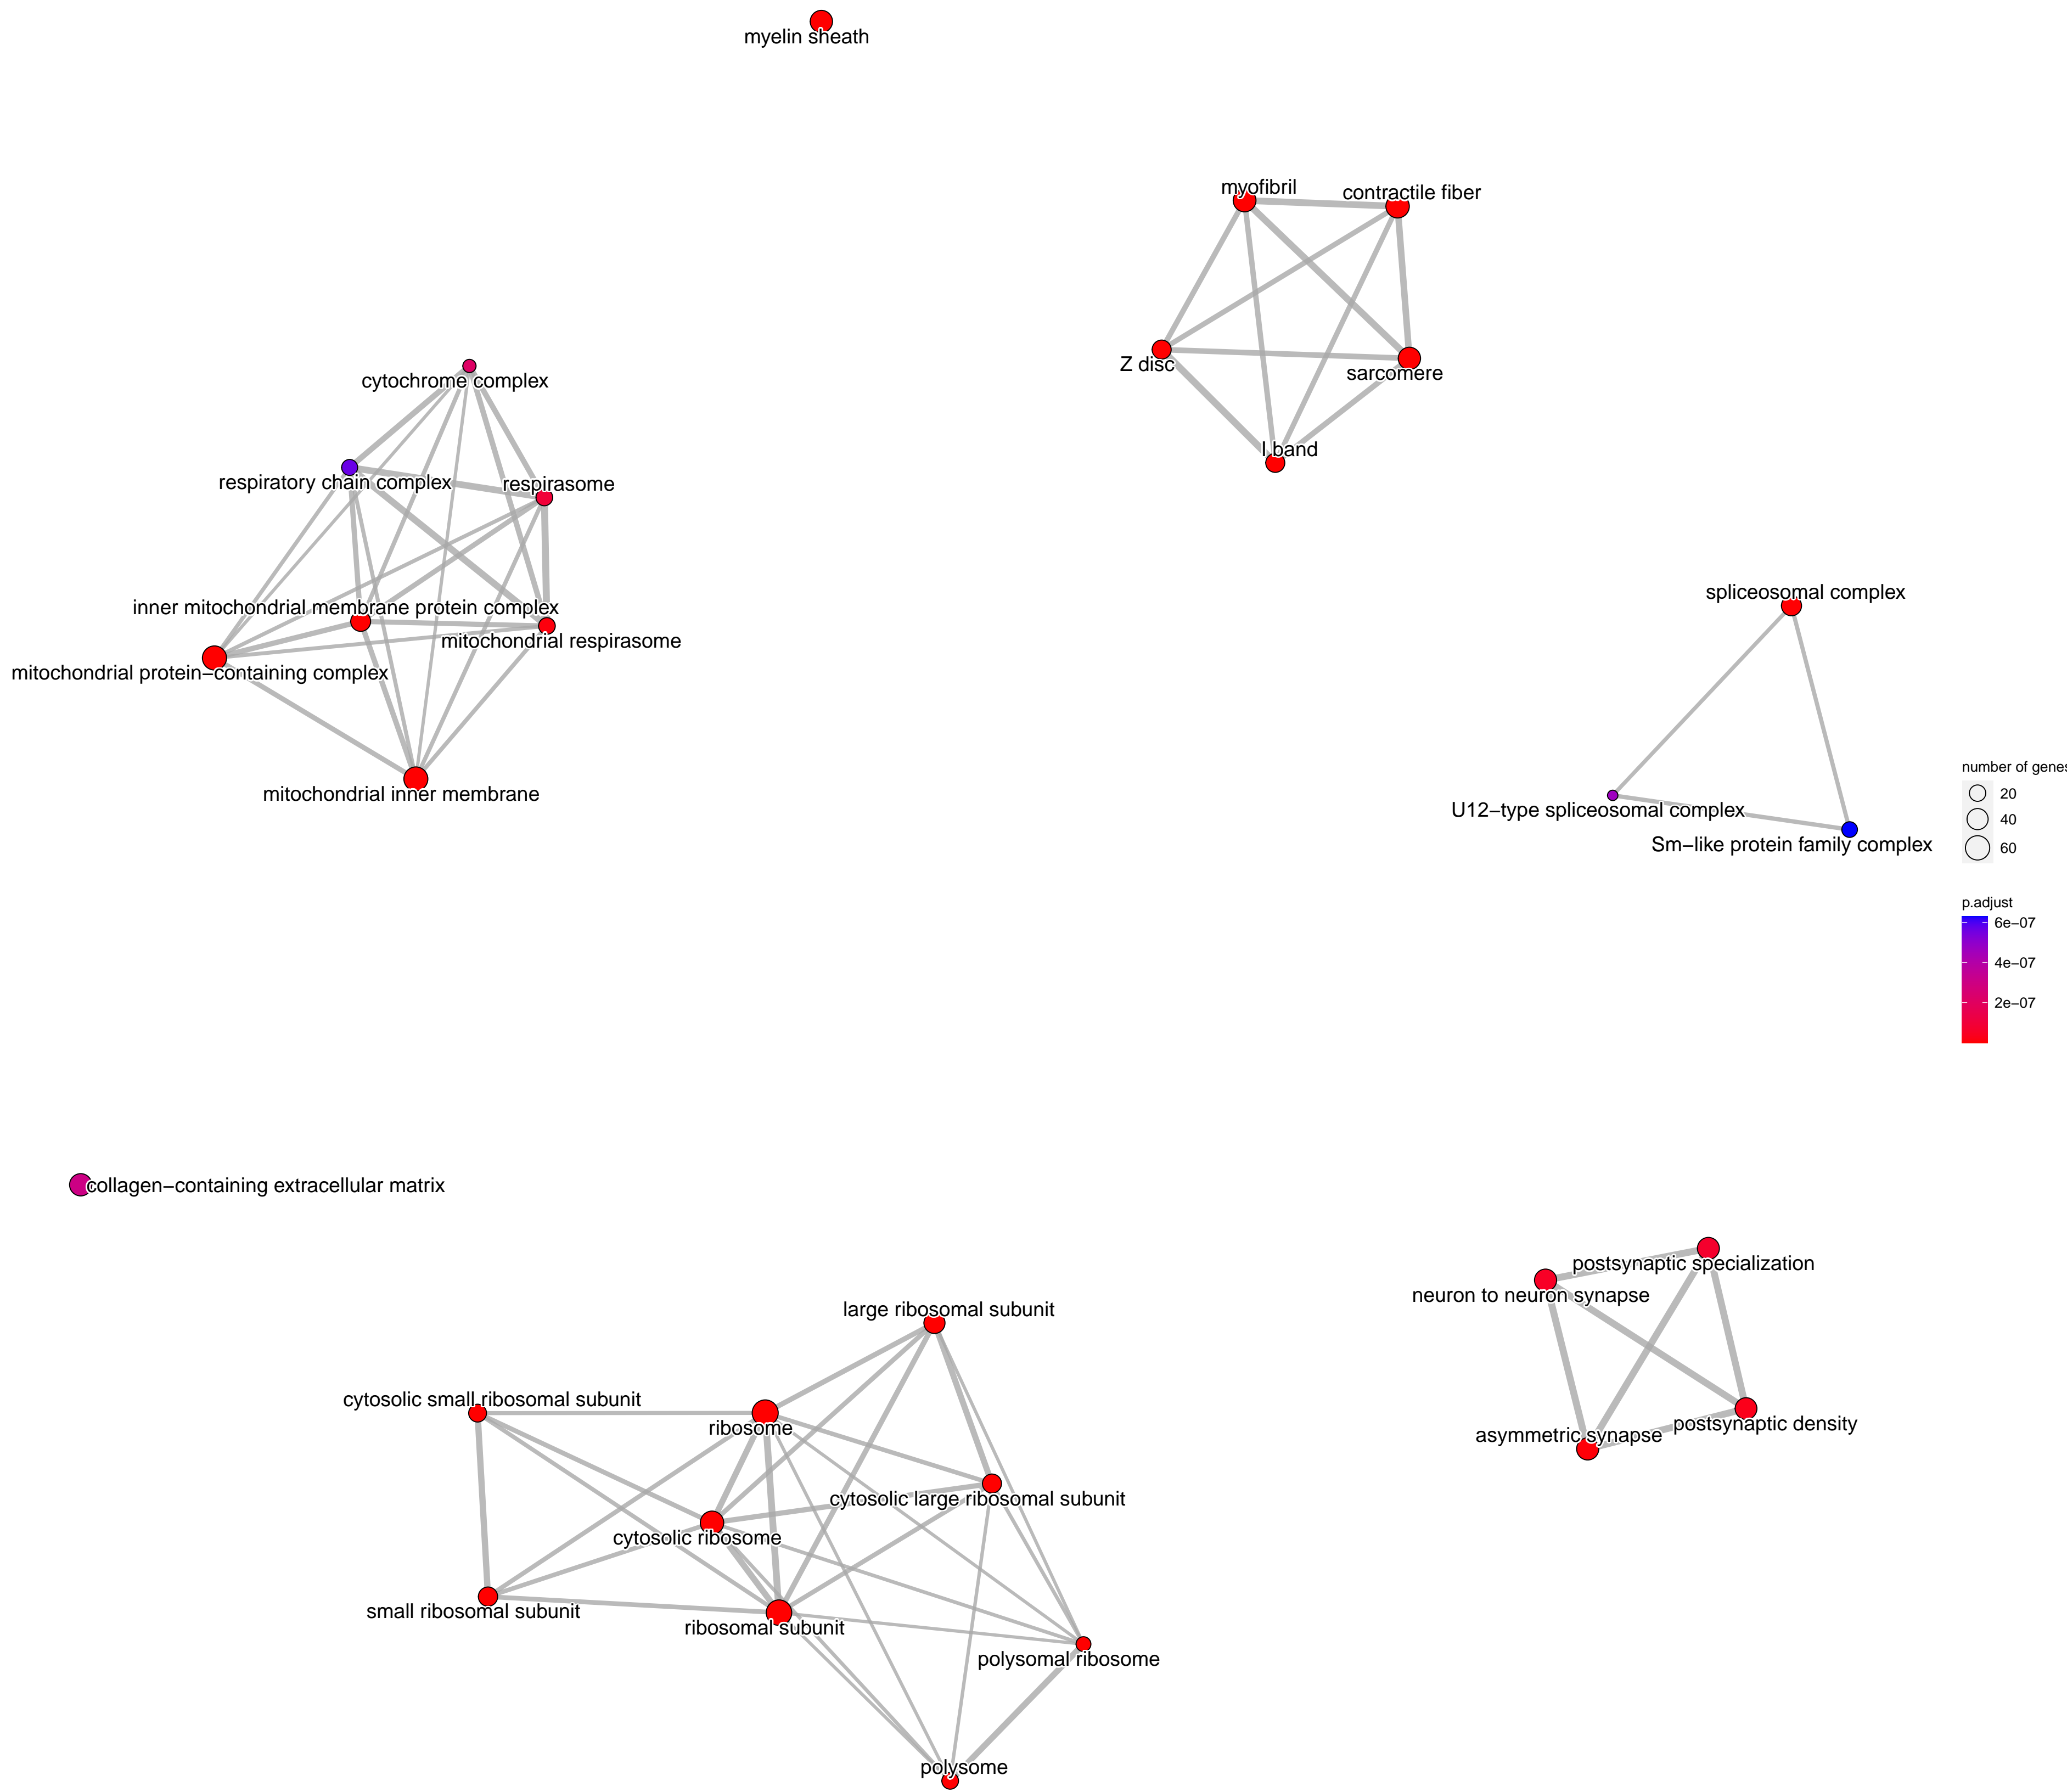 myelin sheath
myofibril
contractile fiber
Z disc
sarcomere
I band
cytochrome complex
respiratory chain complex
respirasome
inner mitochondrial membrane protein complex
mitochondrial respirasome
mitochondrial protein−containing complex
mitochondrial inner membrane
spliceosomal complex
U12−type spliceosomal complex
Sm−like protein family complex
number of genes
20
40
60
p.adjust
6e−07
4e−07
2e−07
collagen−containing extracellular matrix
postsynaptic specialization
neuron to neuron synapse
postsynaptic density
asymmetric synapse
large ribosomal subunit
cytosolic small ribosomal subunit
ribosome
cytosolic large ribosomal subunit
cytosolic ribosome
small ribosomal subunit
ribosomal subunit
polysomal ribosome
polysome